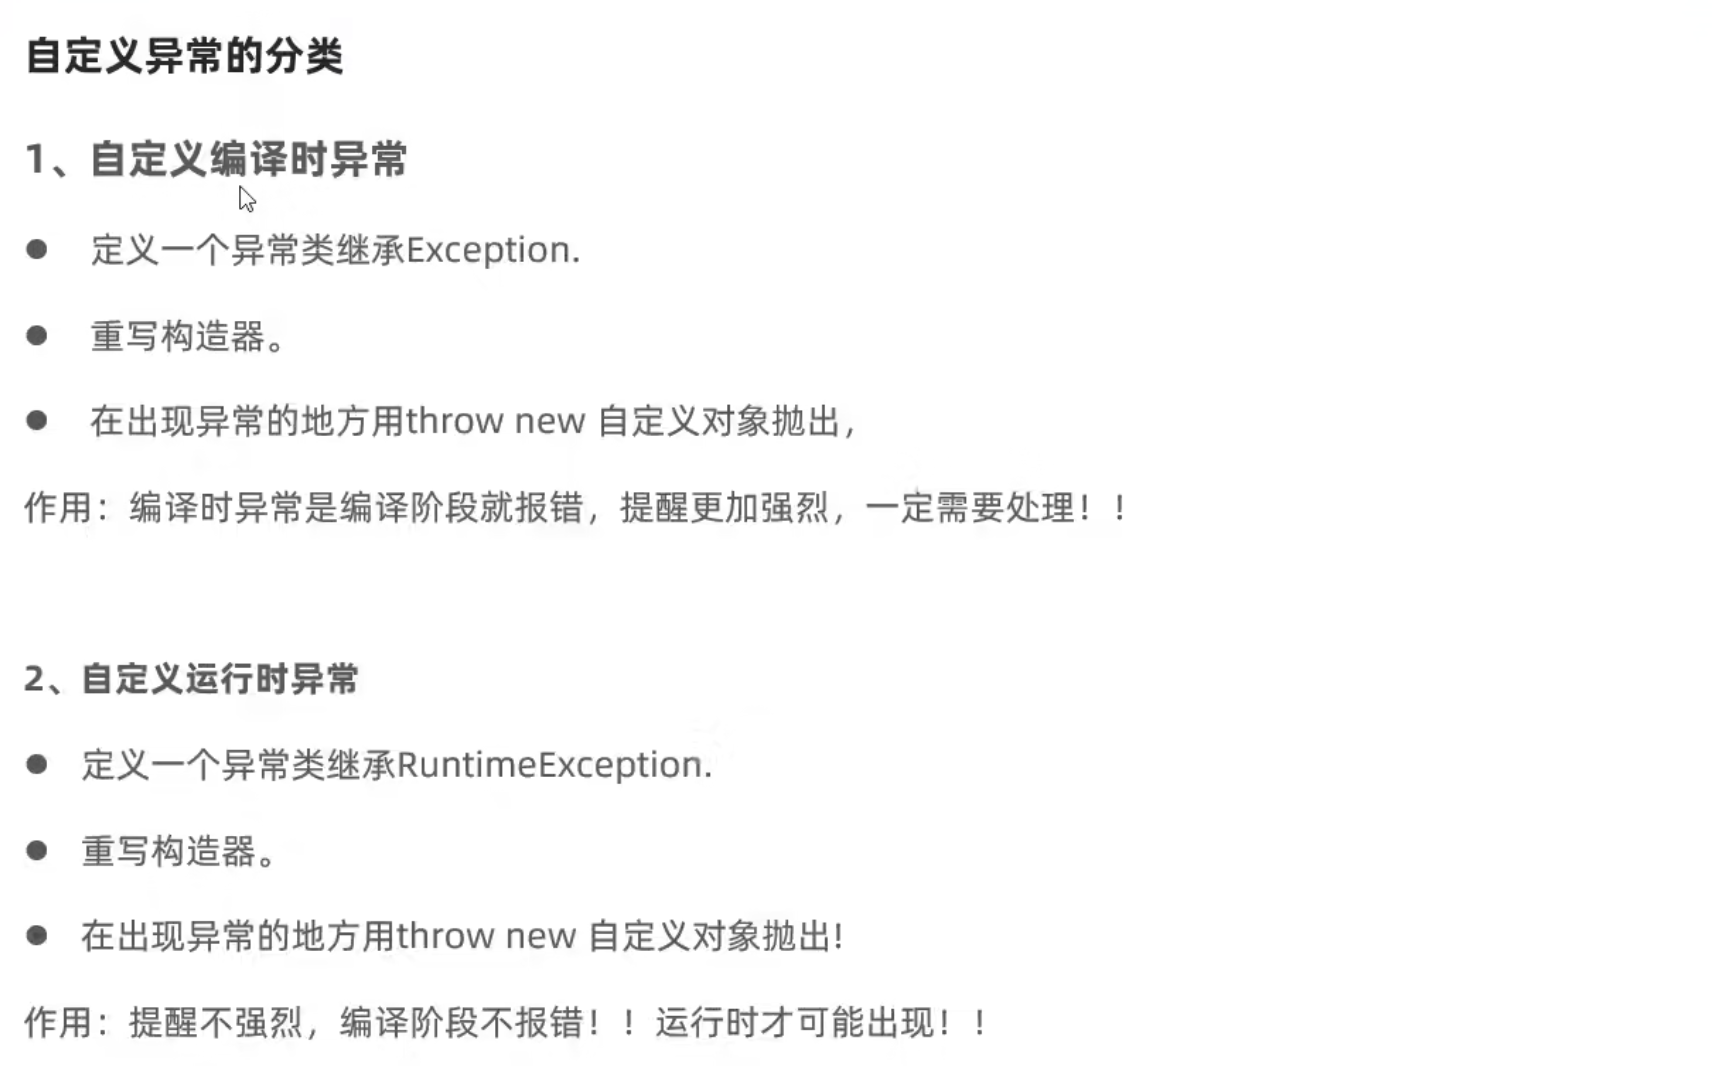 自定义异常的分类
1、自定义编译时异常
● 定义一个异常类继承Exception.
● 重写构造器。
● 在出现异常的地方用throw new 自定义对象抛出，
作用：编译时异常是编译阶段就报错，提醒更加强烈，一定需要处理！！
2、自定义运行时异常
● 定义一个异常类继承RuntimeException.
● 重写构造器。
● 在出现异常的地方用throw new 自定义对象抛出!
作用：提醒不强烈，编译阶段不报错！！运行时才可能出现！！